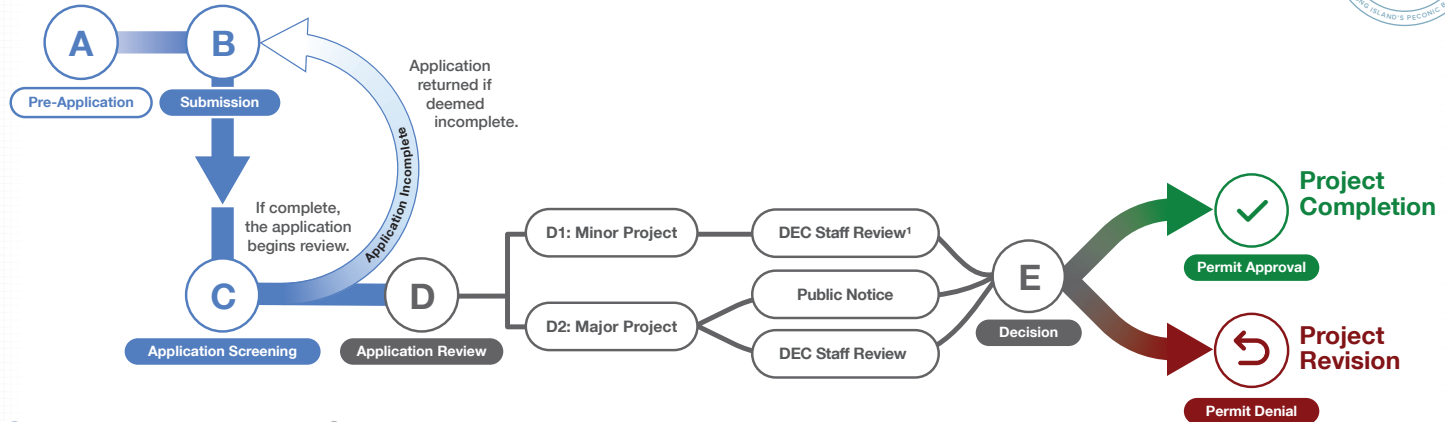 A
B
Pre-Application
Submission
Application
returned if
deemed
incomplete.
Application Incomplete
If complete,
the application
begins review.
C
D
Application Screening
Application Review
D1: Minor Project
DEC Staff Review¹
D2: Major Project
Public Notice
DEC Staff Review
E
Decision
Project
Completion
Permit Approval
Project
Revision
Permit Denial
ISLAND'S PECONIC